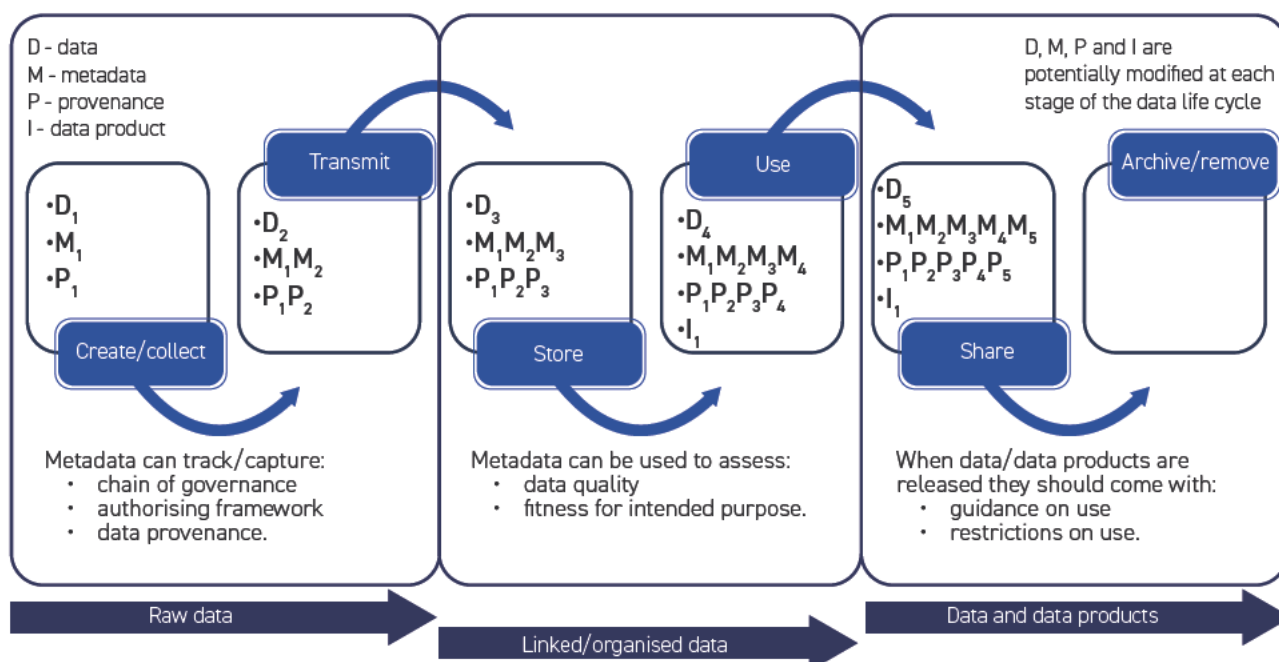 D - data
M - metadata
P - provenance
I - data product
Transmit
•D₁
•M₁
•P₁
Create/collect
•D₂
•M₁M₂
•P₁P₂
Metadata can track/capture:
• chain of governance
• authorising framework
• data provenance.
Raw data
•D₃
•M₁M₂M₃
•P₁P₂P₃
Store
Use
•D₄
•M₁M₂M₃M₄
•P₁P₂P₃P₄
•I₁
Metadata can be used to assess:
• data quality
• fitness for intended purpose.
Linked/organised data
D, M, P and I are
potentially modified at each
stage of the data life cycle
•D₅
•M₁M₂M₃M₄M₅
•P₁P₂P₃P₄P₅
•I₁
Share
Archive/remove
When data/data products are
released they should come with:
• guidance on use
• restrictions on use.
Data and data products